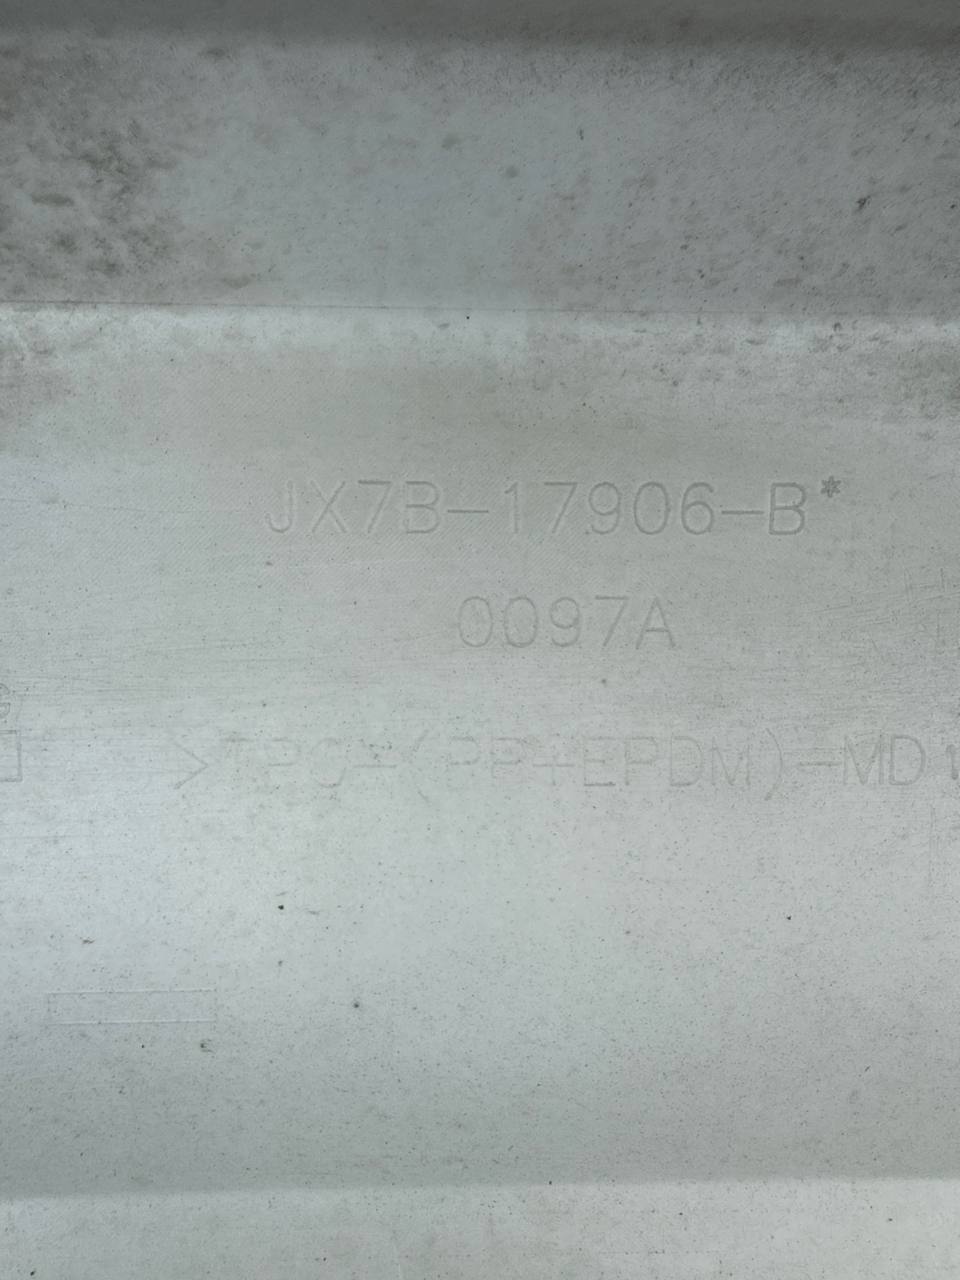 JX7B-17906-B*
0097A
>TPO-(PP+EPDM)-MD